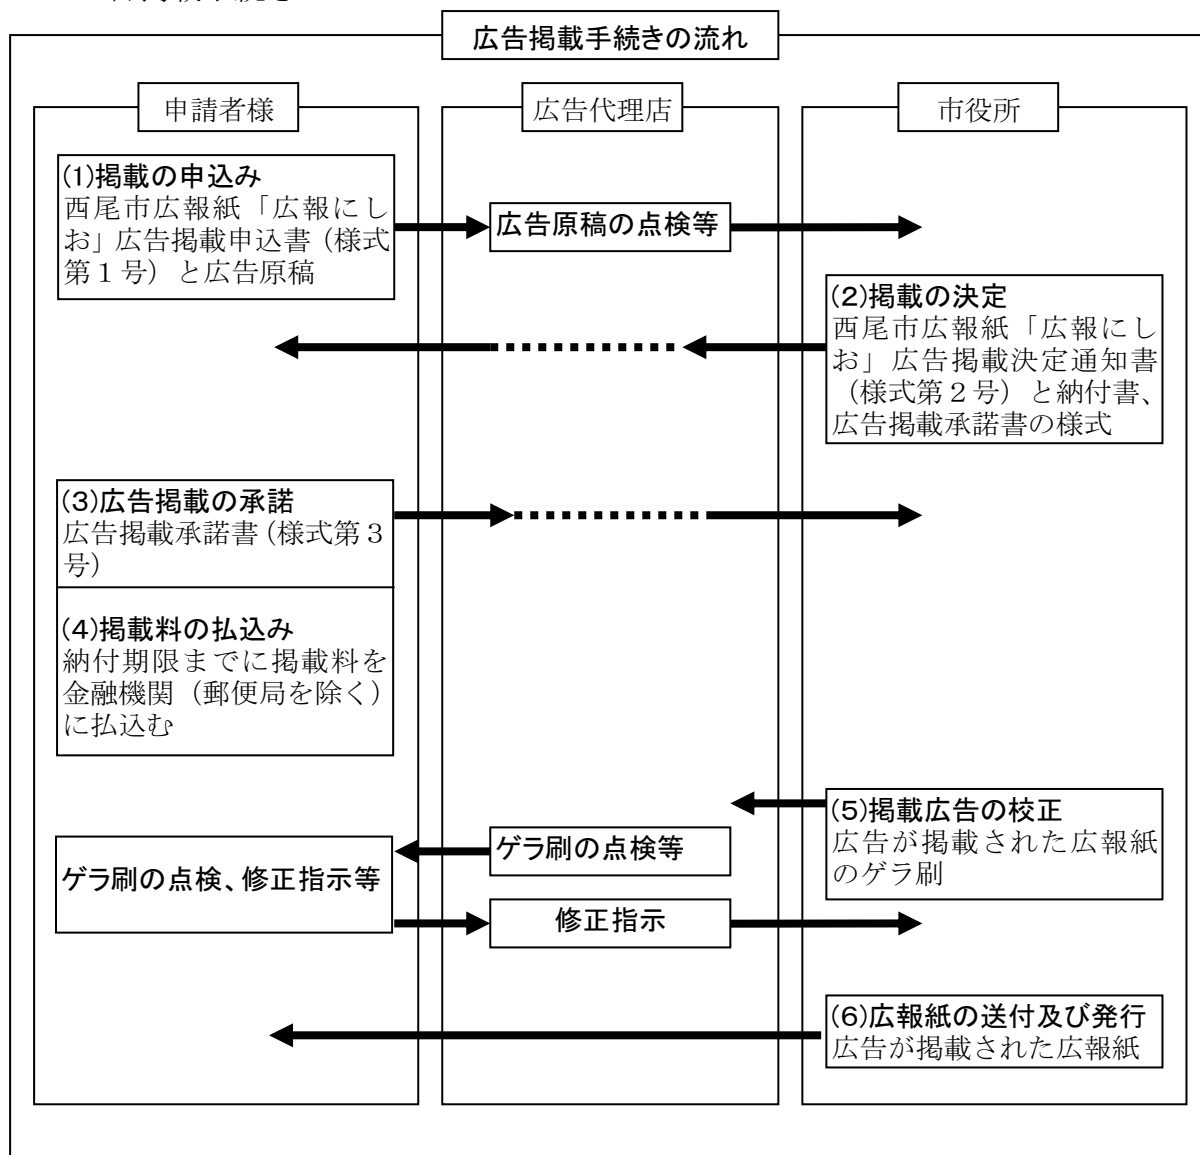 広告掲載手続きの流れ
申請者様
広告代理店
市役所
(1)掲載の申込み
西尾市広報紙「広報にし
お」広告掲載申込書（様式
第１号）と広告原稿
広告原稿の点検等
(2)掲載の決定
西尾市広報紙「広報にし
お」広告掲載決定通知書
（様式第２号）と納付書、
広告掲載承諾書の様式
(3)広告掲載の承諾
広告掲載承諾書（様式第３
号）
(4)掲載料の払込み
納付期限までに掲載料を
金融機関（郵便局を除く）
に払込む
(5)掲載広告の校正
広告が掲載された広報紙
のゲラ刷
ゲラ刷の点検等
ゲラ刷の点検、修正指示等
修正指示
(6)広報紙の送付及び発行
広告が掲載された広報紙